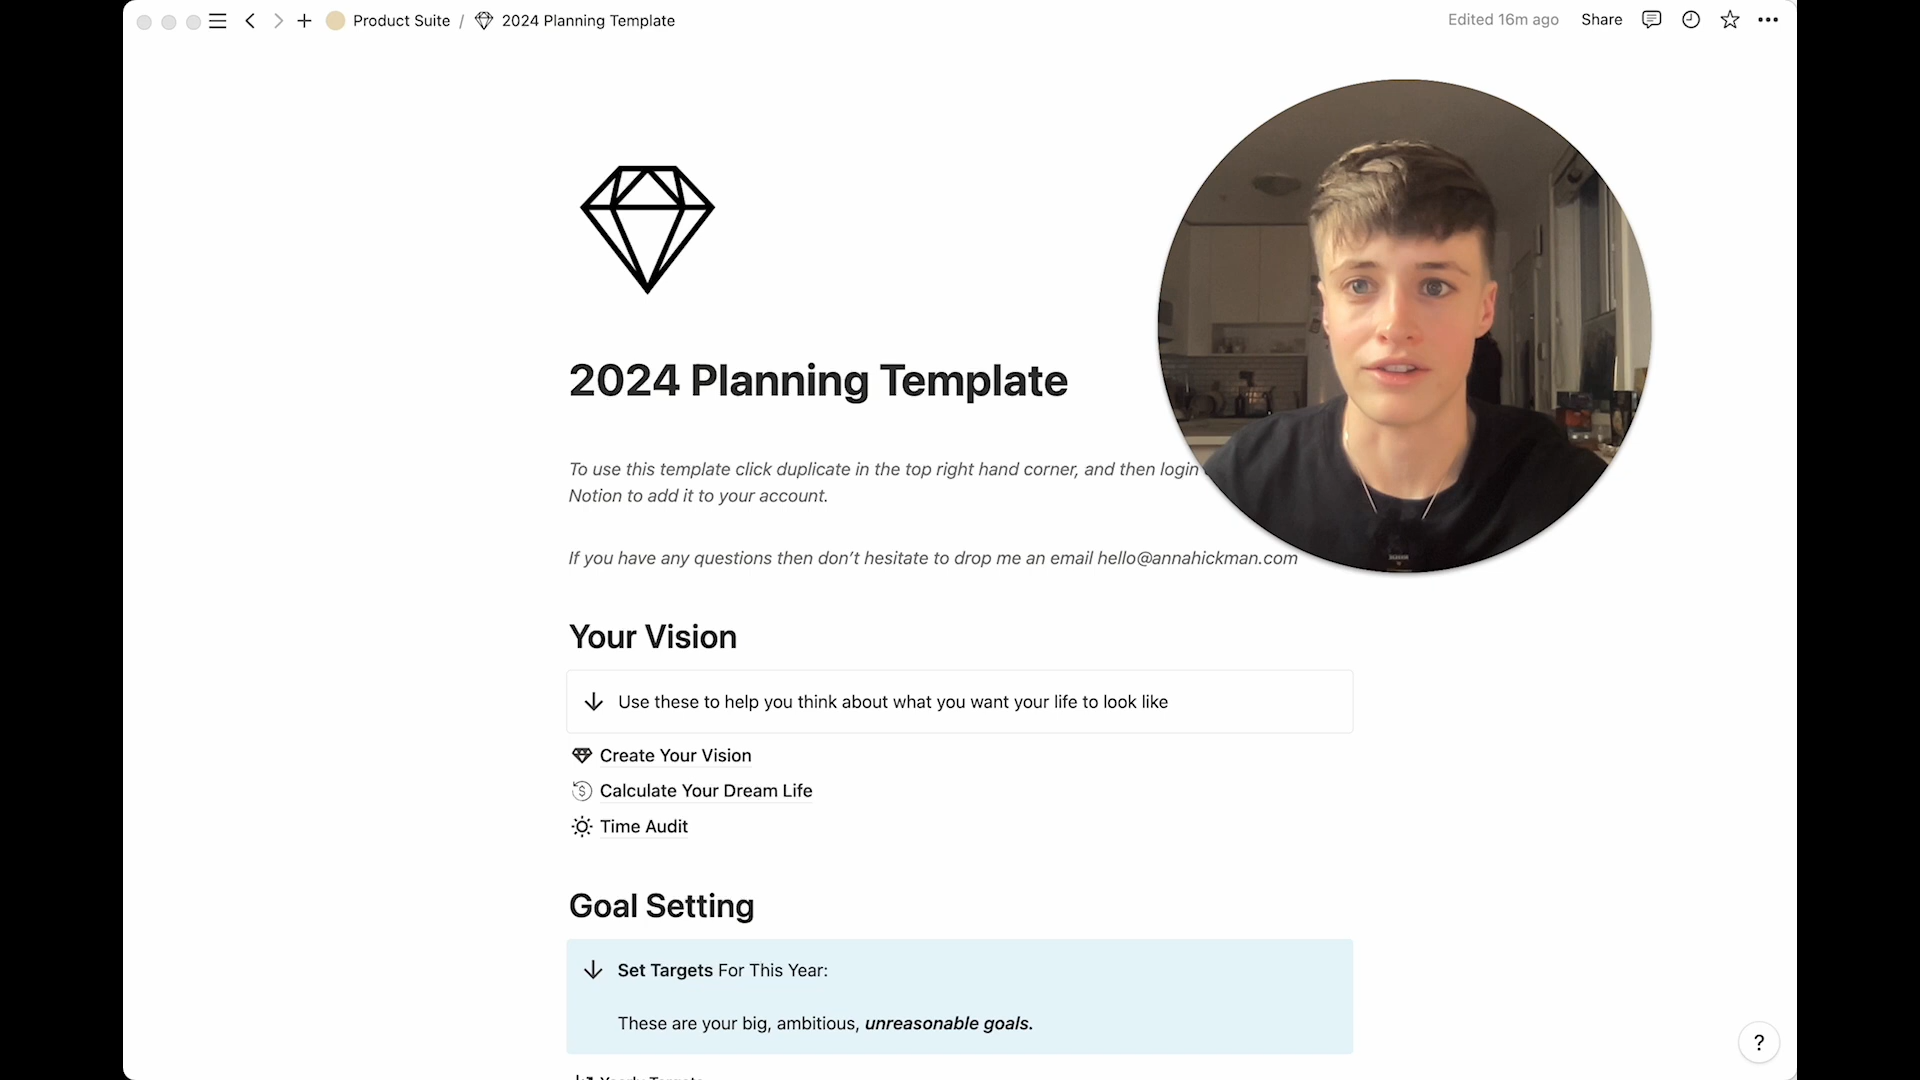 Product Suite / 2024 Planning Template
Edited 16m ago Share
2024 Planning Template
To use this template click duplicate in the top right hand corner, and then login
Notion to add it to your account.
If you have any questions then don’t hesitate to drop me an email hello@annahickman.com
Your Vision
Use these to help you think about what you want your life to look like
Create Your Vision
Calculate Your Dream Life
Time Audit
Goal Setting
Set Targets For This Year:
These are your big, ambitious, unreasonable goals.
?